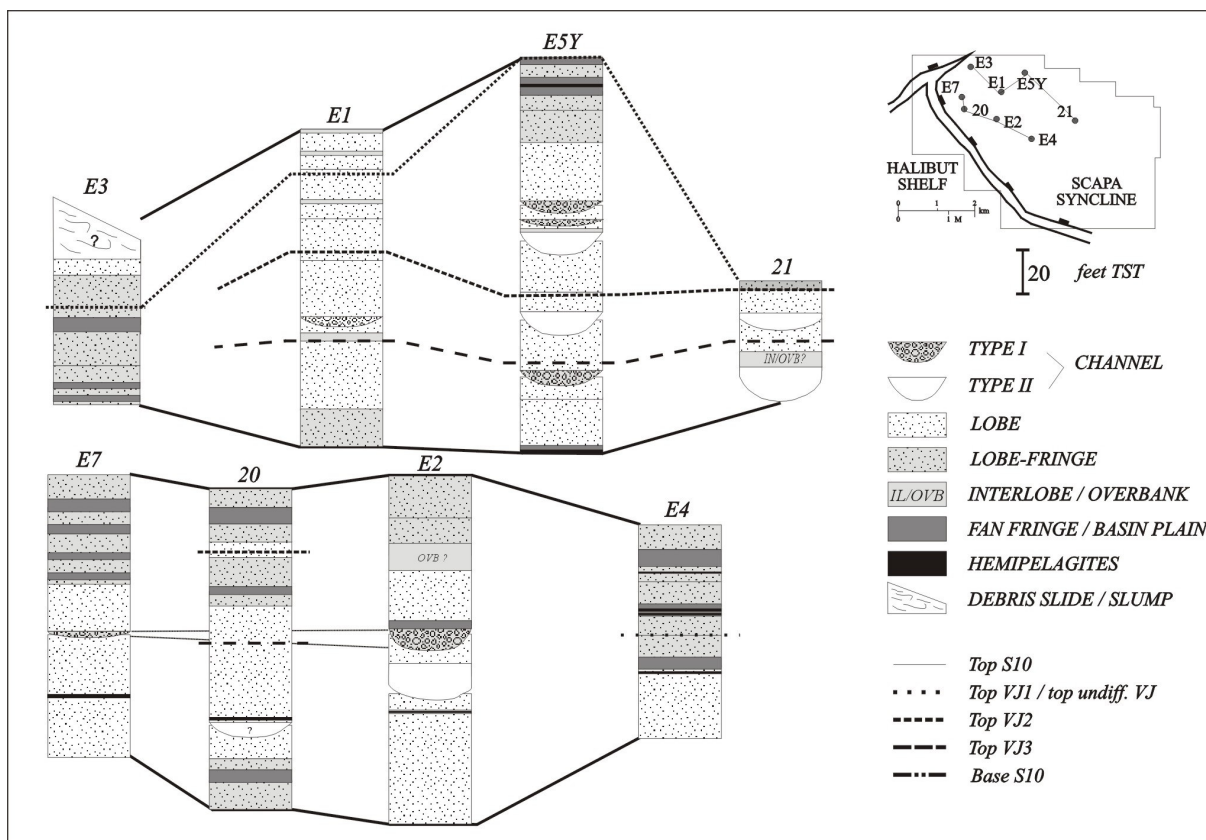 E5Y
E1
E3
?
21
IN/OVB?
E3
E1
E5Y
E7
20
E2
21
E4
HALIBUT
SHELF
SCAPA
SYNCLINE
0 1 2
km
0 1 M
20 feet TST
TYPE I
TYPE II
CHANNEL
LOBE
LOBE-FRINGE
IL/OVB INTERLOBE / OVERBANK
FAN FRINGE / BASIN PLAIN
HEMIPELAGITES
DEBRIS SLIDE / SLUMP
Top S10
Top VJ1 / top undiff. VJ
Top VJ2
Top VJ3
Base S10
E7
20
E2
E4
OVB ?
?